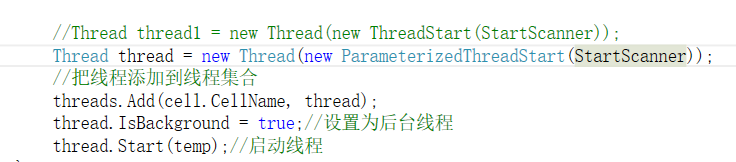 //Thread thread1 = new Thread(new ThreadStart(StartScanner));
Thread thread = new Thread(new ParameterizedThreadStart(StartScanner));
//把线程添加到线程集合
threads.Add(cell.CellName, thread);
thread.IsBackground = true;//设置为后台线程
thread.Start(temp);//启动线程